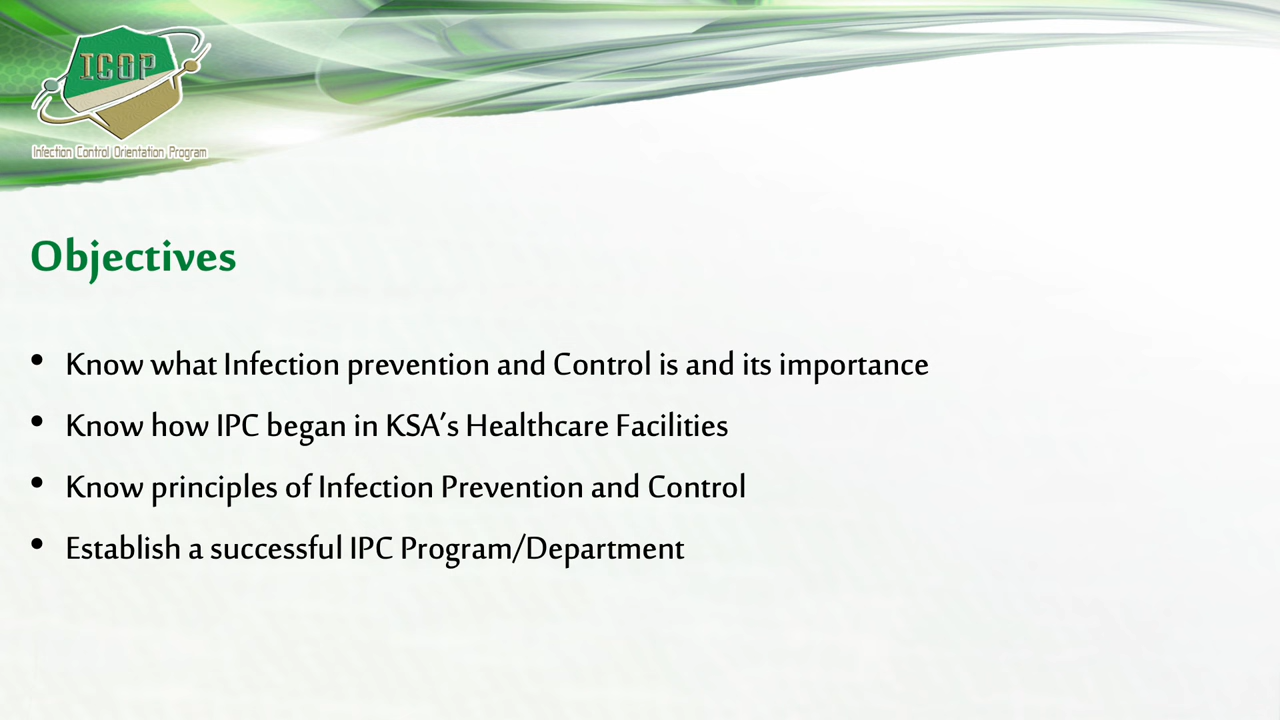 ICOP
Infection Control Orientation Program
Objectives
• Know what Infection prevention and Control is and its importance
• Know how IPC began in KSA’s Healthcare Facilities
• Know principles of Infection Prevention and Control
• Establish a successful IPC Program/Department